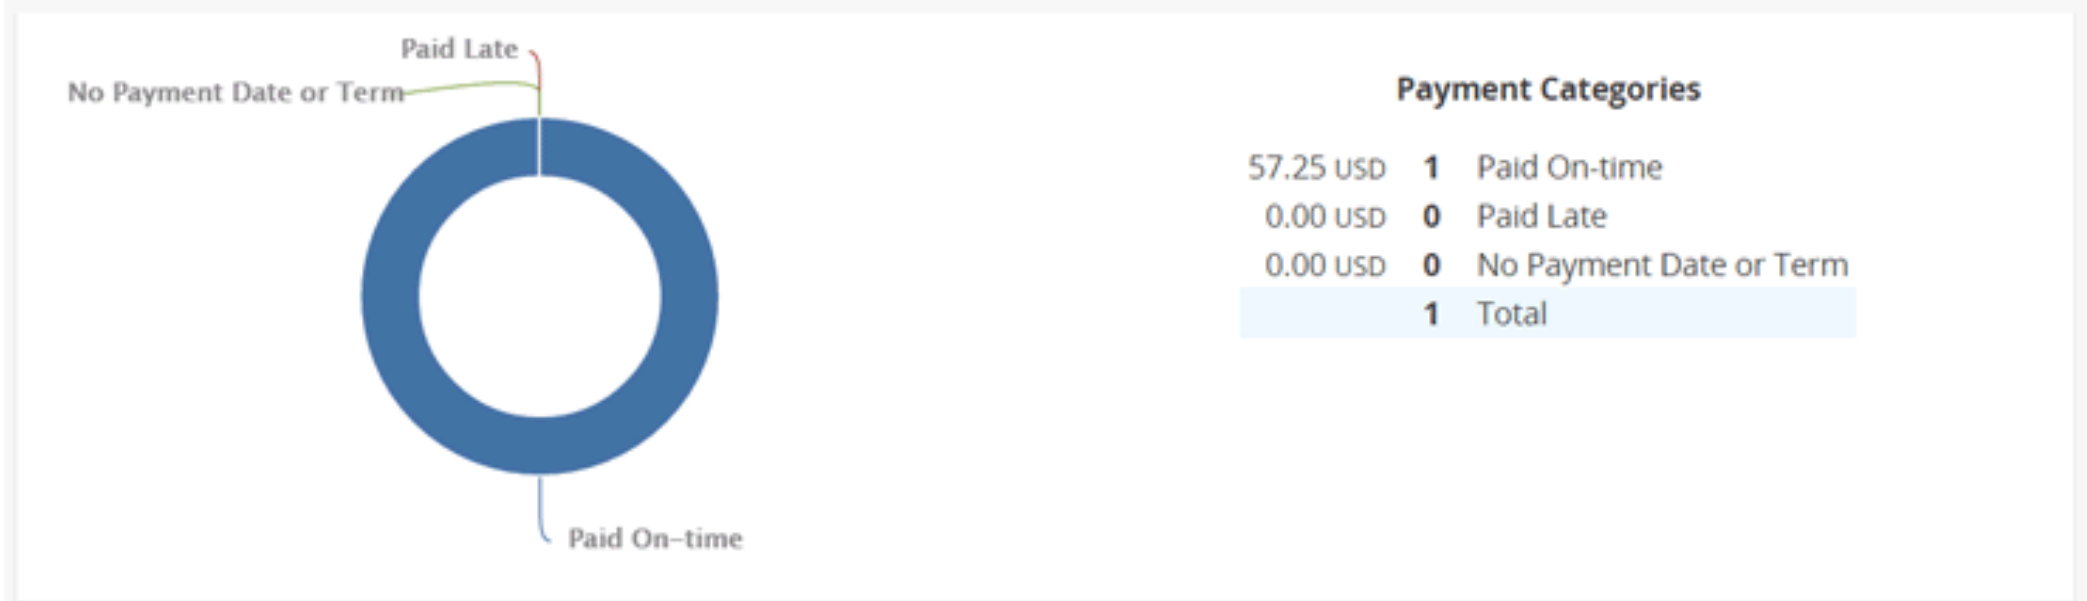 Paid Late
No Payment Date or Term
Paid On-time
Payment Categories
57.25 USD 1 Paid On-time
0.00 USD 0 Paid Late
0.00 USD 0 No Payment Date or Term
1 Total